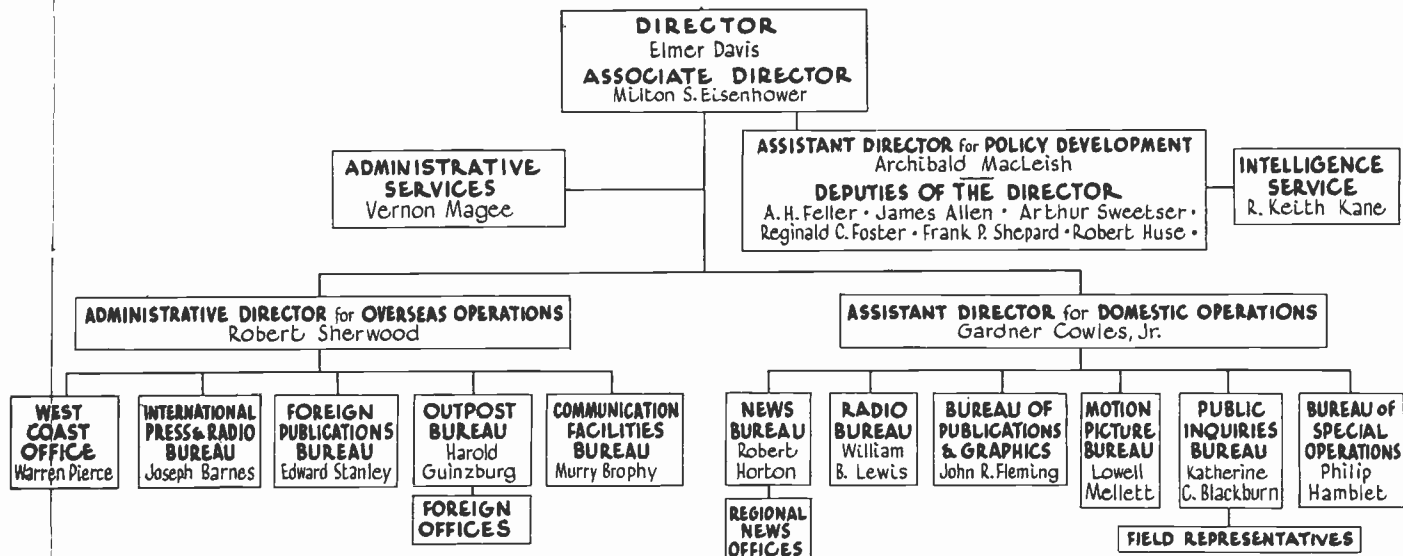 DIRECTOR
Elmer Davis
ASSOCIATE DIRECTOR
Milton S. Eisenhower
ADMINISTRATIVE
SERVICES
Vernon Magee
ASSISTANT DIRECTOR for POLICY DEVELOPMENT
Archibald MacLeish
DEPUTIES OF THE DIRECTOR
A. H. Feller · James Allen · Arthur Sweetser ·
Reginald C. Foster · Frank P. Shepard · Robert Huse ·
INTELLIGENCE
SERVICE
R. Keith Kane
ADMINISTRATIVE DIRECTOR for OVERSEAS OPERATIONS
Robert Sherwood
ASSISTANT DIRECTOR for DOMESTIC OPERATIONS
Gardner Cowles, Jr.
WEST
COAST
OFFICE
Warren Pierce
INTERNATIONAL
PRESS & RADIO
BUREAU
Joseph Barnes
FOREIGN
PUBLICATIONS
BUREAU
Edward Stanley
OUTPOST
BUREAU
Harold
Guinzburg
FOREIGN
OFFICES
COMMUNICATION
FACILITIES
BUREAU
Murry Brophy
NEWS
BUREAU
Robert
Horton
REGIONAL
NEWS
OFFICES
RADIO
BUREAU
William
B. Lewis
BUREAU OF
PUBLICATIONS
& GRAPHICS
John R. Fleming
MOTION
PICTURE
BUREAU
Lowell
Mellett
PUBLIC
INQUIRIES
BUREAU
Katherine
C. Blackburn
FIELD REPRESENTATIVES
BUREAU of
SPECIAL
OPERATIONS
Philip
Hamblet